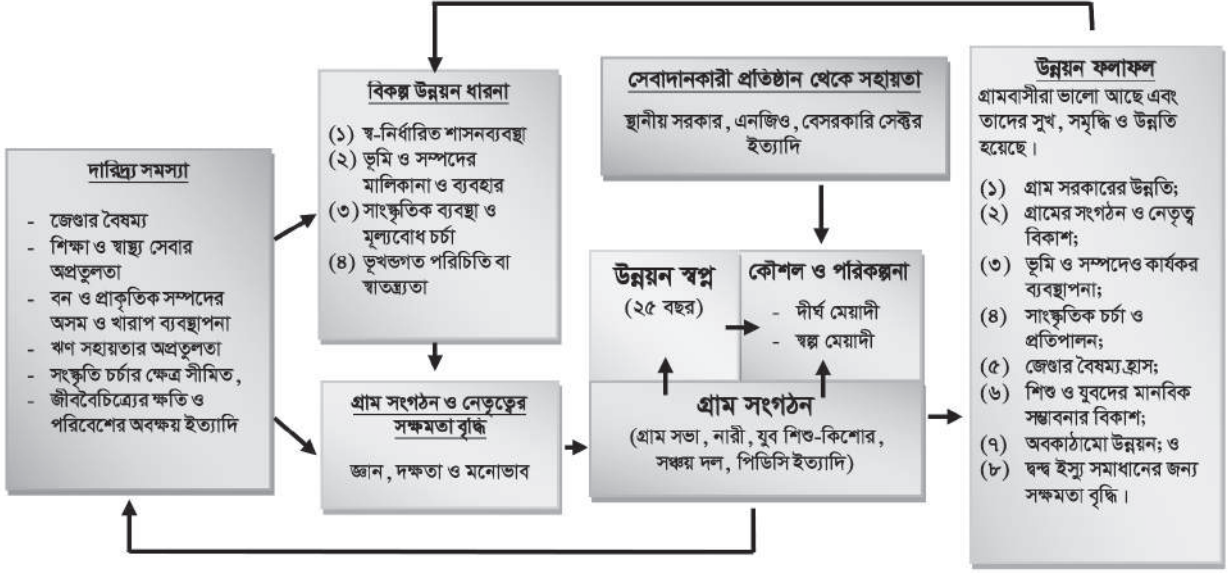 দারিদ্র্য সমস্যা
- জেণ্ডার বৈষম্য
- শিক্ষা ও স্বাস্থ্য সেবার
অপ্রতুলতা
- বন ও প্রাকৃতিক সম্পদের
অসম ও খারাপ ব্যবস্থাপনা
- ঋণ সহায়তার অপ্রতুলতা
- সংস্কৃতি চর্চার ক্ষেত্র সীমিত,
- জীববৈচিত্র্যের ক্ষতি ও
পরিবেশের অবক্ষয় ইত্যাদি
বিকল্প উন্নয়ন ধারনা
(১) স্ব-নির্ধারিত শাসনব্যবস্থা
(২) ভূমি ও সম্পদের
মালিকানা ও ব্যবহার
(৩) সাংস্কৃতিক ব্যবস্থা ও
মূল্যবোধ চর্চা
(৪) ভূখন্ডগত পরিচিতি বা
স্বাতন্ত্র্যতা
গ্রাম সংগঠন ও নেতৃত্বের
সক্ষমতা বৃদ্ধি
জ্ঞান, দক্ষতা ও মনোভাব
সেবাদানকারী প্রতিষ্ঠান থেকে সহায়তা
স্থানীয় সরকার, এনজিও, বেসরকারি সেক্টর
ইত্যাদি
উন্নয়ন স্বপ্ন
(২৫ বছর)
কৌশল ও পরিকল্পনা
- দীর্ঘ মেয়াদী
- স্বল্প মেয়াদী
গ্রাম সংগঠন
(গ্রাম সভা, নারী, যুব শিশু-কিশোর,
সঞ্চয় দল, পিডিসি ইত্যাদি)
উন্নয়ন ফলাফল
গ্রামবাসীরা ভালো আছে এবং
তাদের সুখ, সমৃদ্ধি ও উন্নতি
হয়েছে।
(১) গ্রাম সরকারের উন্নতি;
(২) গ্রামের সংগঠন ও নেতৃত্ব
বিকাশ;
(৩) ভূমি ও সম্পদেও কার্যকর
ব্যবস্থাপনা;
(৪) সাংস্কৃতিক চর্চা ও
প্রতিপালন;
(৫) জেণ্ডার বৈষম্য হ্রাস;
(৬) শিশু ও যুবদের মানবিক
সম্ভাবনার বিকাশ;
(৭) অবকাঠামো উন্নয়ন; ও
(৮) দ্বন্দ্ব ইস্যু সমাধানের জন্য
সক্ষমতা বৃদ্ধি।